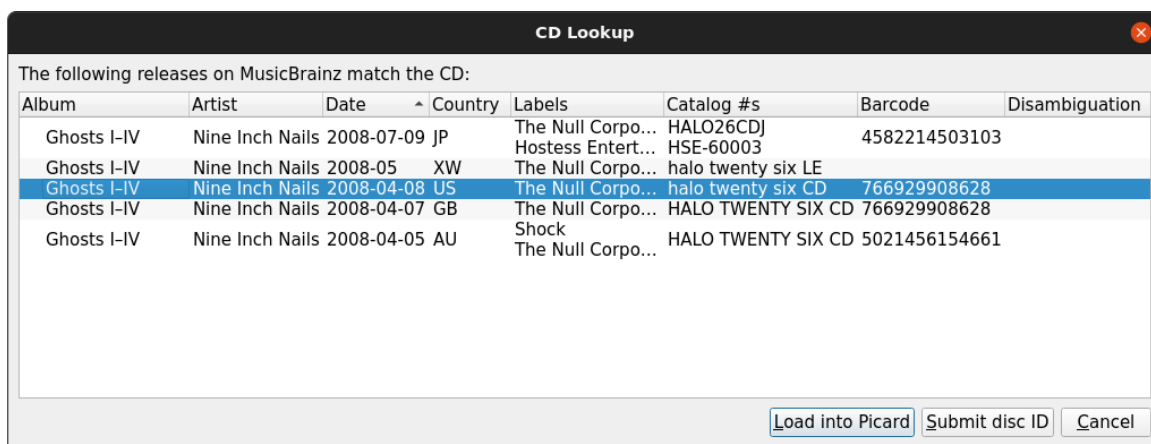 CD Lookup
The following releases on MusicBrainz match the CD:
Album Artist Date Country Labels Catalog #s Barcode Disambiguation
Ghosts I–IV Nine Inch Nails 2008-07-09 JP The Null Corpo... HALO26CDJ 4582214503103
Hostess Entert... HSE-60003
Ghosts I–IV Nine Inch Nails 2008-05 XW The Null Corpo... halo twenty six LE
Ghosts I–IV Nine Inch Nails 2008-04-08 US The Null Corpo... halo twenty six CD 766929908628
Ghosts I–IV Nine Inch Nails 2008-04-07 GB The Null Corpo... HALO TWENTY SIX CD 766929908628
Ghosts I–IV Nine Inch Nails 2008-04-05 AU Shock HALO TWENTY SIX CD 5021456154661
The Null Corpo...
Load into Picard Submit disc ID Cancel